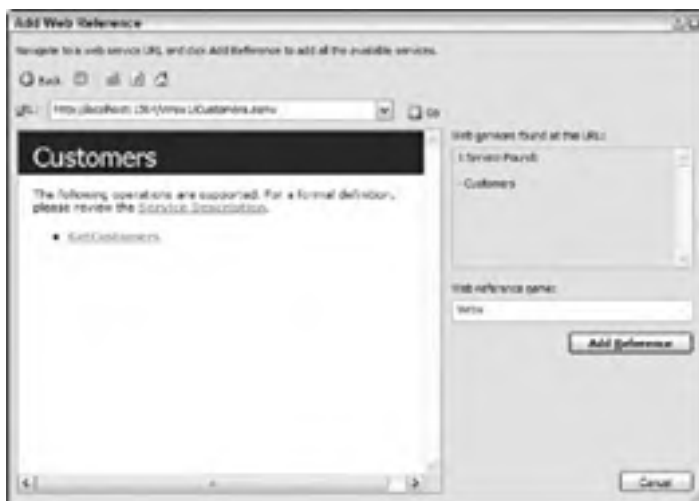 Add Web Reference
Navigate to a web service URL and click Add Reference to add all the available services.
Back
URL:
Go
Customers
The following operations are supported. For a formal definition,
please review the Service Description.
GetCustomers
Web services found at this URL:
1 Service Found:
- Customers
Web reference name:
Add Reference
Cancel